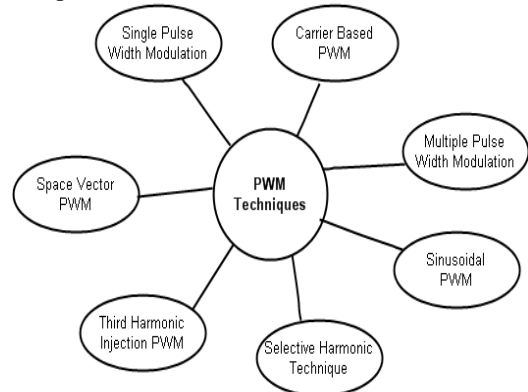 Single Pulse
Width Modulation
Carrier Based
PWM
Multiple Pulse
Width Modulation
Space Vector
PWM
PWM
Techniques
Sinusoidal
PWM
Third Harmonic
Injection PWM
Selective Harmonic
Technique